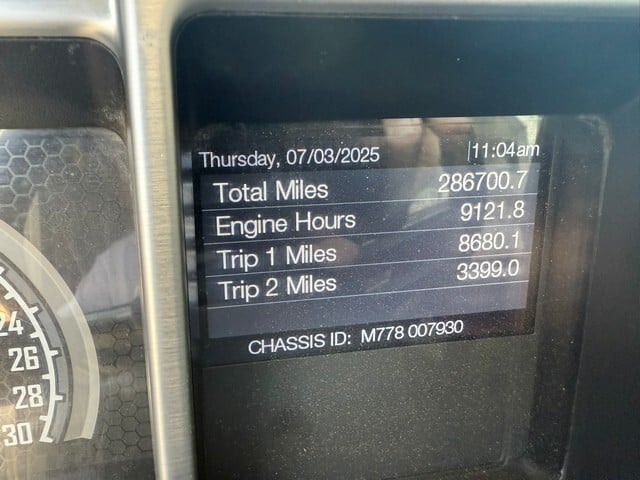 Thursday, 07/03/2025 11:04am
Total Miles 286700.7
Engine Hours 9121.8
Trip 1 Miles 8680.1
Trip 2 Miles 3399.0
CHASSIS ID: M778 007930
24
26
28
30